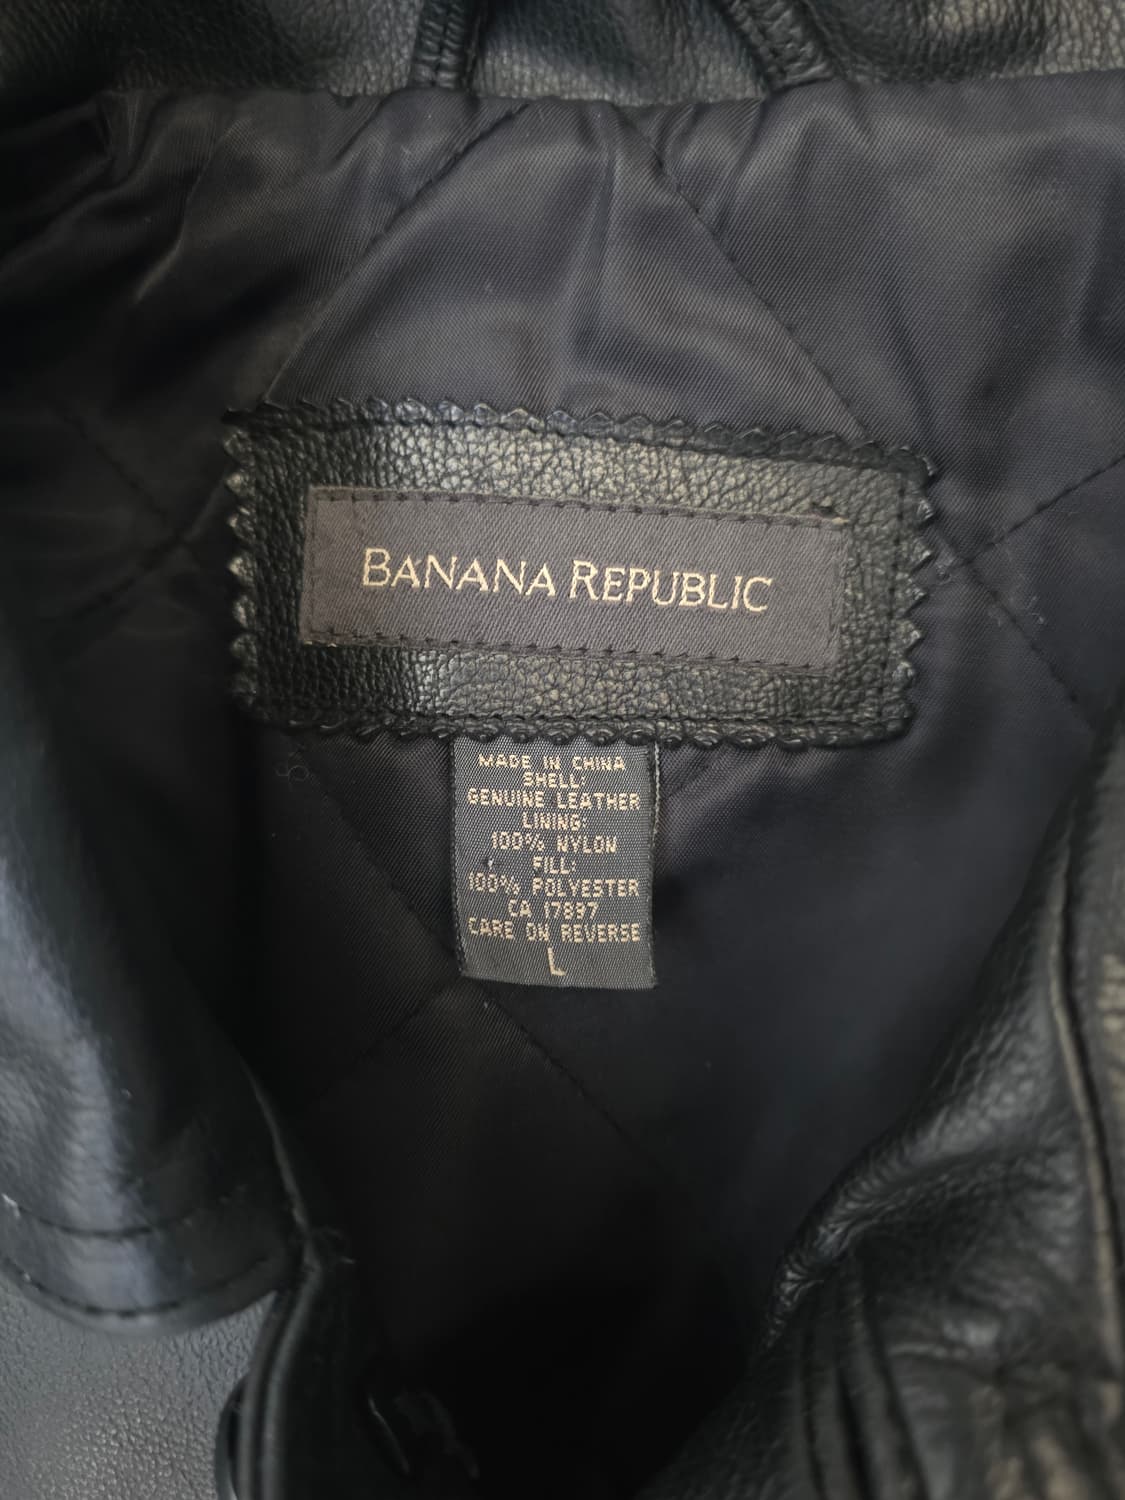 BANANA REPUBLIC
MADE IN CHINA
SHELL:
GENUINE LEATHER
LINING:
100% NYLON
FILL:
100% POLYESTER
CA 17897
CARE ON REVERSE
L